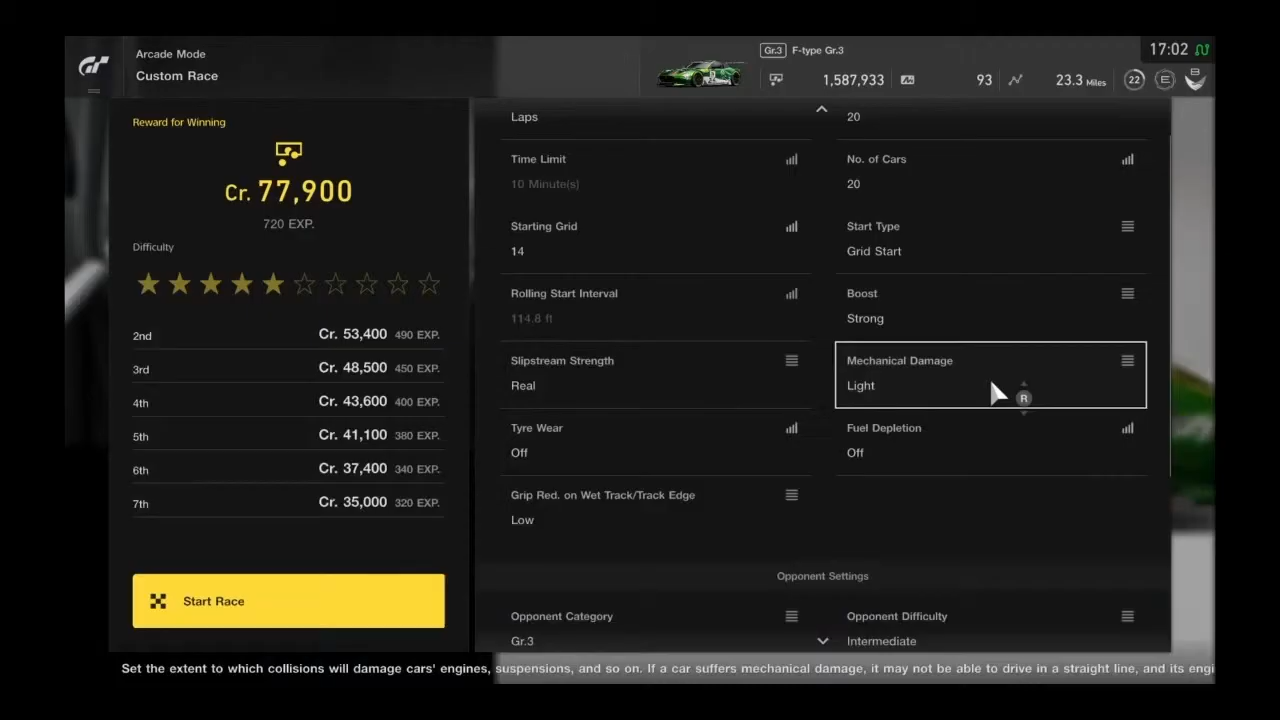 Arcade Mode
Custom Race
Gr.3 F-type Gr.3
1,587,933
93
23.3 Miles
22
E
B
17:02
Reward for Winning
Cr. 77,900
720 EXP.
Difficulty
2nd Cr. 53,400 490 EXP.
3rd Cr. 48,500 450 EXP.
4th Cr. 43,600 400 EXP.
5th Cr. 41,100 380 EXP.
6th Cr. 37,400 340 EXP.
7th Cr. 35,000 320 EXP.
Start Race
Laps
20
Time Limit
10 Minute(s)
No. of Cars
20
Starting Grid
14
Start Type
Grid Start
Rolling Start Interval
114.8 ft
Boost
Strong
Slipstream Strength
Real
Mechanical Damage
Light
R
Tyre Wear
Off
Fuel Depletion
Off
Grip Red. on Wet Track/Track Edge
Low
Opponent Settings
Opponent Category
Gr.3
Opponent Difficulty
Intermediate
Set the extent to which collisions will damage cars' engines, suspensions, and so on. If a car suffers mechanical damage, it may not be able to drive in a straight line, and its engi